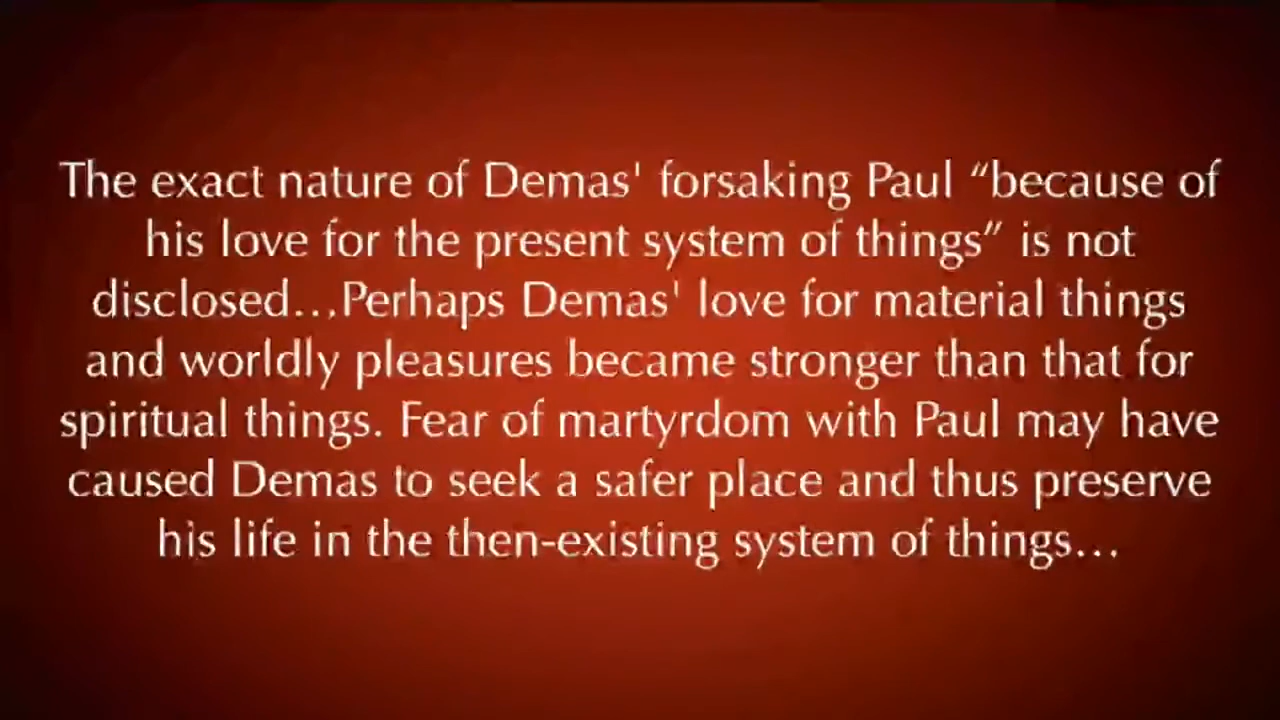 The exact nature of Demas' forsaking Paul “because of
his love for the present system of things” is not
disclosed...Perhaps Demas' love for material things
and worldly pleasures became stronger than that for
spiritual things. Fear of martyrdom with Paul may have
caused Demas to seek a safer place and thus preserve
his life in the then-existing system of things...